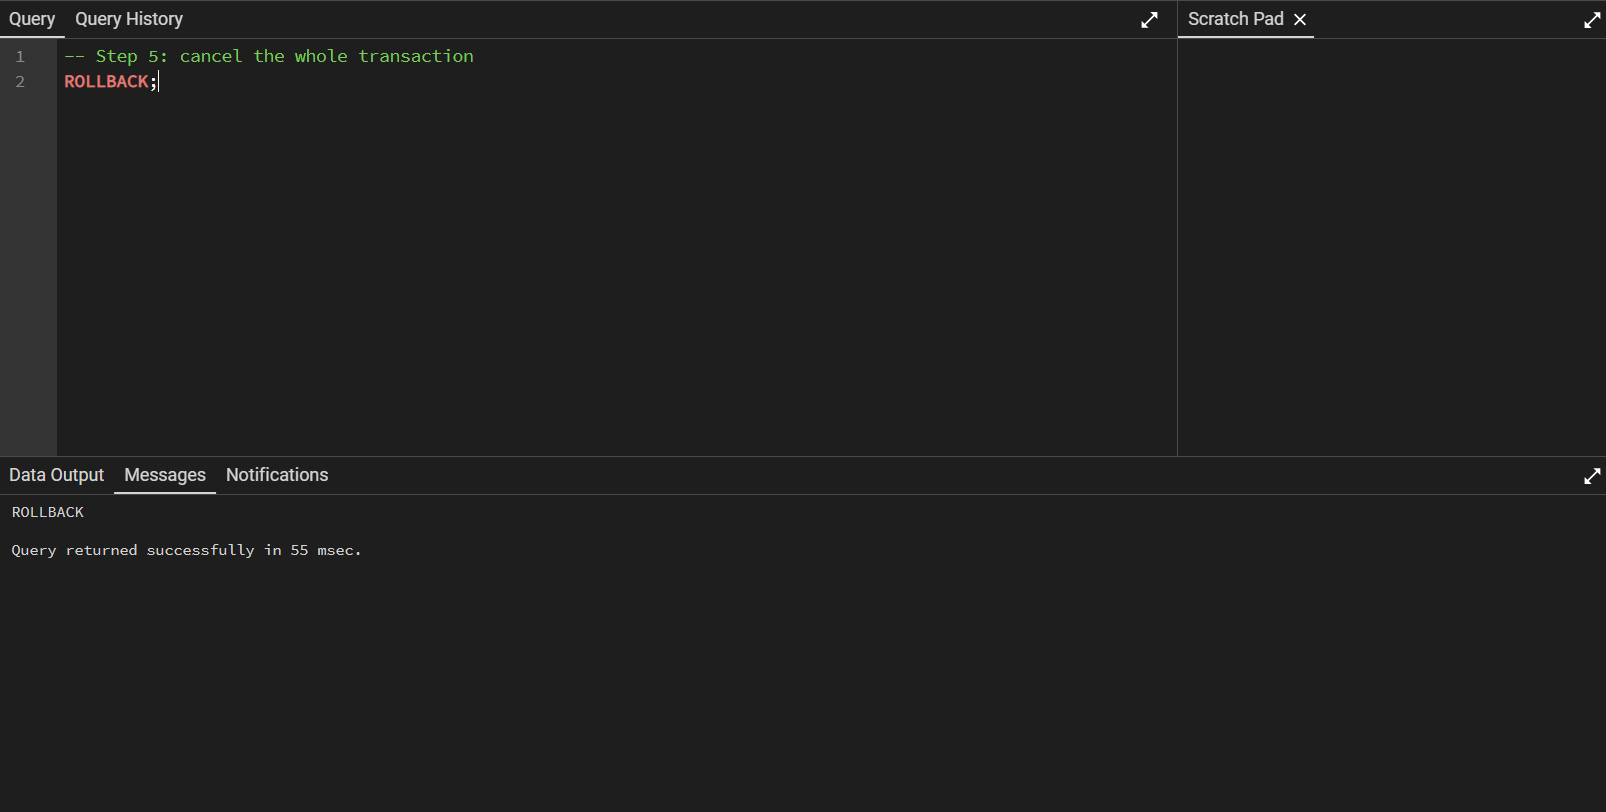 Query Query History
Scratch Pad
1 -- Step 5: cancel the whole transaction
2 ROLLBACK;
Data Output Messages Notifications
ROLLBACK
Query returned successfully in 55 msec.